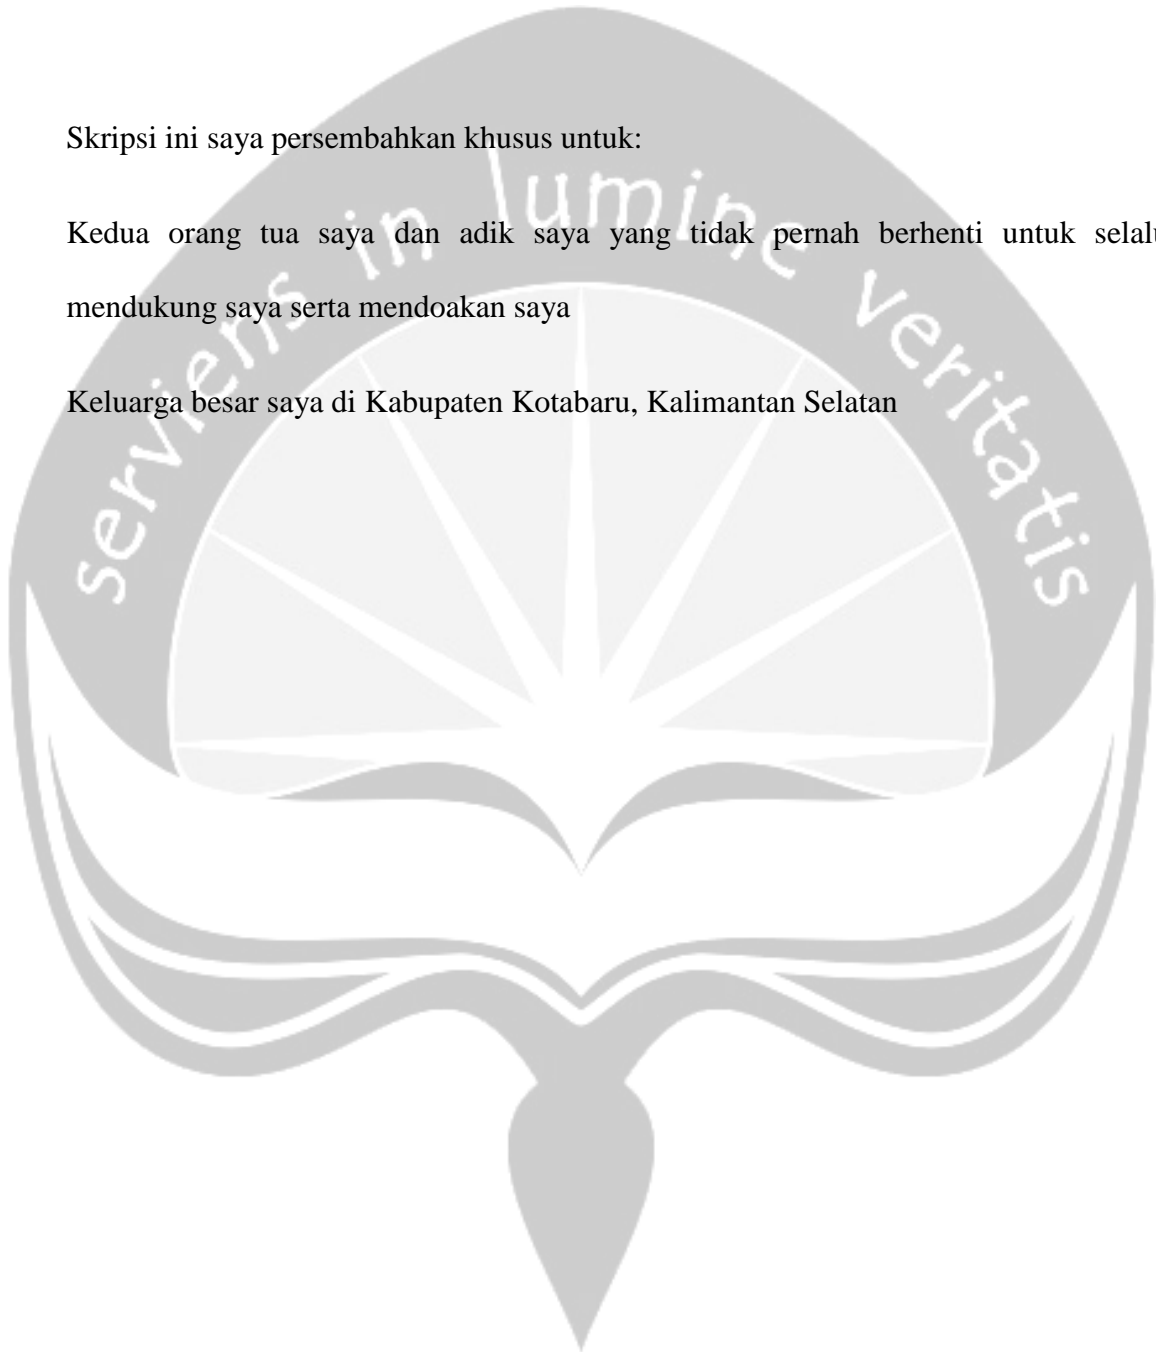 Skripsi ini saya persembahkan khusus untuk:
serviens in lumine veritatis
Kedua orang tua saya dan adik saya yang tidak pernah berhenti untuk selalu
mendukung saya serta mendoakan saya
Keluarga besar saya di Kabupaten Kotabaru, Kalimantan Selatan